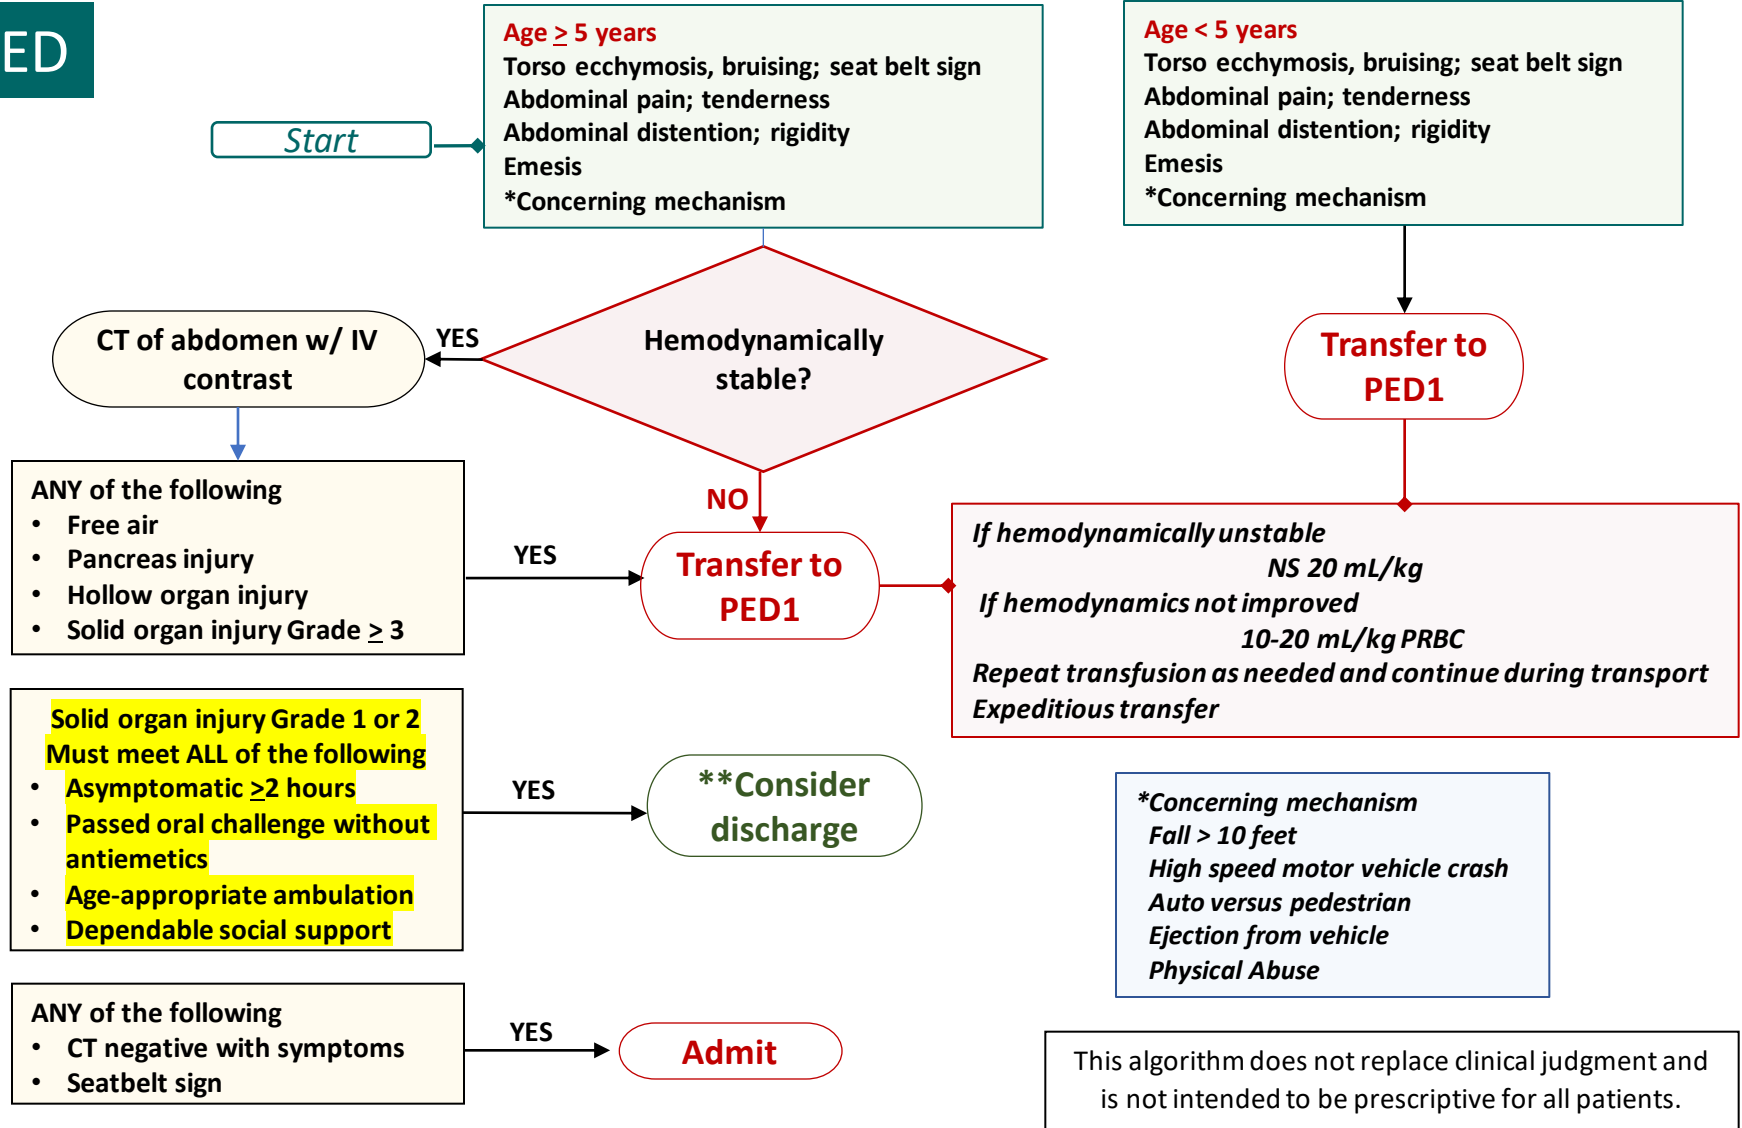 ED
Start
Age ≥ 5 years
Torso ecchymosis, bruising; seat belt sign
Abdominal pain; tenderness
Abdominal distention; rigidity
Emesis
*Concerning mechanism
Age < 5 years
Torso ecchymosis, bruising; seat belt sign
Abdominal pain; tenderness
Abdominal distention; rigidity
Emesis
*Concerning mechanism
Hemodynamically
stable?
YES
CT of abdomen w/ IV
contrast
NO
Transfer to
PED1
ANY of the following
• Free air
• Pancreas injury
• Hollow organ injury
• Solid organ injury Grade ≥ 3
YES
Transfer to
PED1
If hemodynamically unstable
NS 20 mL/kg
If hemodynamics not improved
10-20 mL/kg PRBC
Repeat transfusion as needed and continue during transport
Expeditious transfer
Solid organ injury Grade 1 or 2
Must meet ALL of the following
• Asymptomatic ≥2 hours
• Passed oral challenge without
antiemetics
• Age-appropriate ambulation
• Dependable social support
YES
**Consider
discharge
*Concerning mechanism
Fall > 10 feet
High speed motor vehicle crash
Auto versus pedestrian
Ejection from vehicle
Physical Abuse
ANY of the following
• CT negative with symptoms
• Seatbelt sign
YES
Admit
This algorithm does not replace clinical judgment and
is not intended to be prescriptive for all patients.